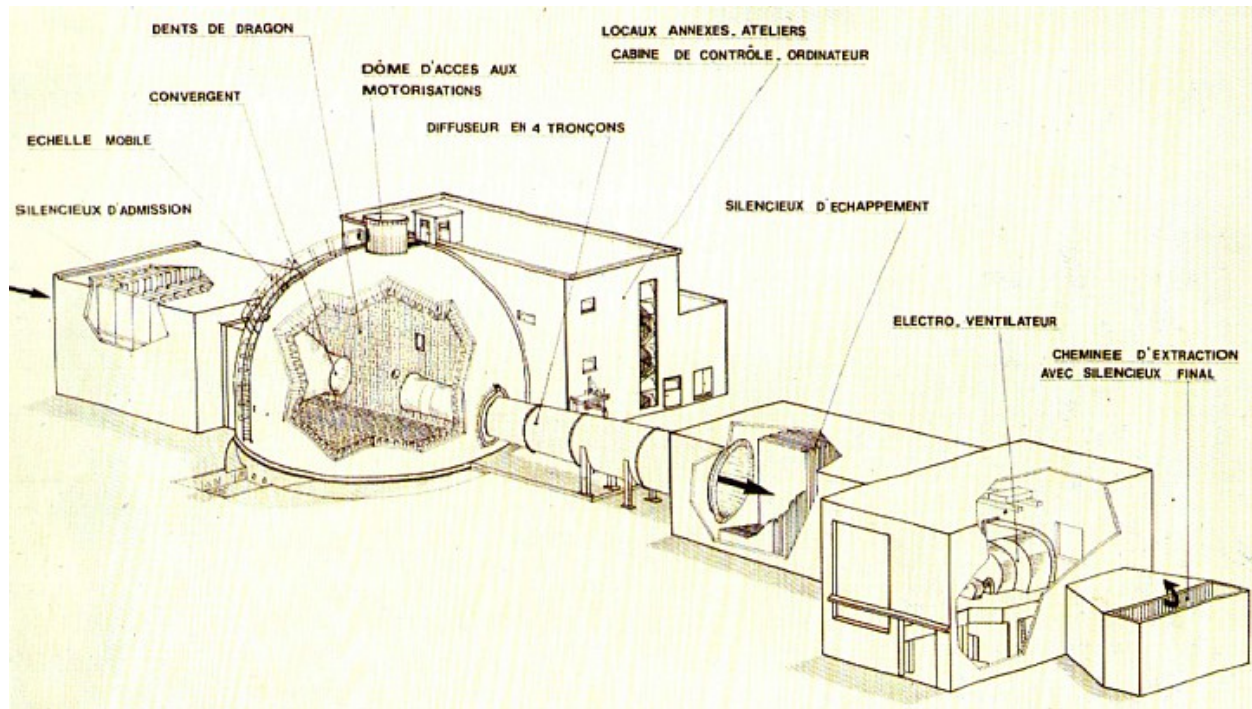 DENTS DE DRAGON
LOCAUX ANNEXES. ATELIERS
CABINE DE CONTRÔLE. ORDINATEUR
DÔME D'ACCES AUX
MOTORISATIONS
CONVERGENT
DIFFUSEUR EN 4 TRONÇONS
ECHELLE MOBILE
SILENCIEUX D'ADMISSION
SILENCIEUX D'ECHAPPEMENT
ELECTRO. VENTILATEUR
CHEMINEE D'EXTRACTION
AVEC SILENCIEUX FINAL